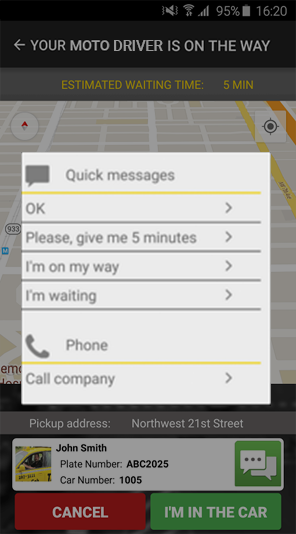 95% 16:20
← YOUR MOTO DRIVER IS ON THE WAY
ESTIMATED WAITING TIME: 5 MIN
Quick messages
OK
Please, give me 5 minutes
I'm on my way
I'm waiting
933
M
Phone
Call company
Pickup address: Northwest 21st Street
John Smith
Plate Number: ABC2025
Car Number: 1005
CANCEL
I'M IN THE CAR